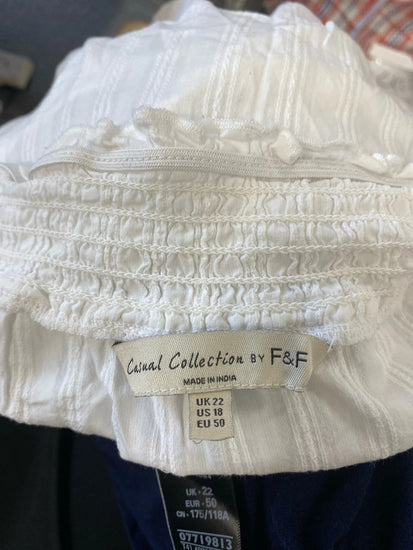 Casual Collection BY F&F
MADE IN INDIA
UK 22
US 18
EU 50
UK - 22
EUR - 50
CN - 175/118A
07719813